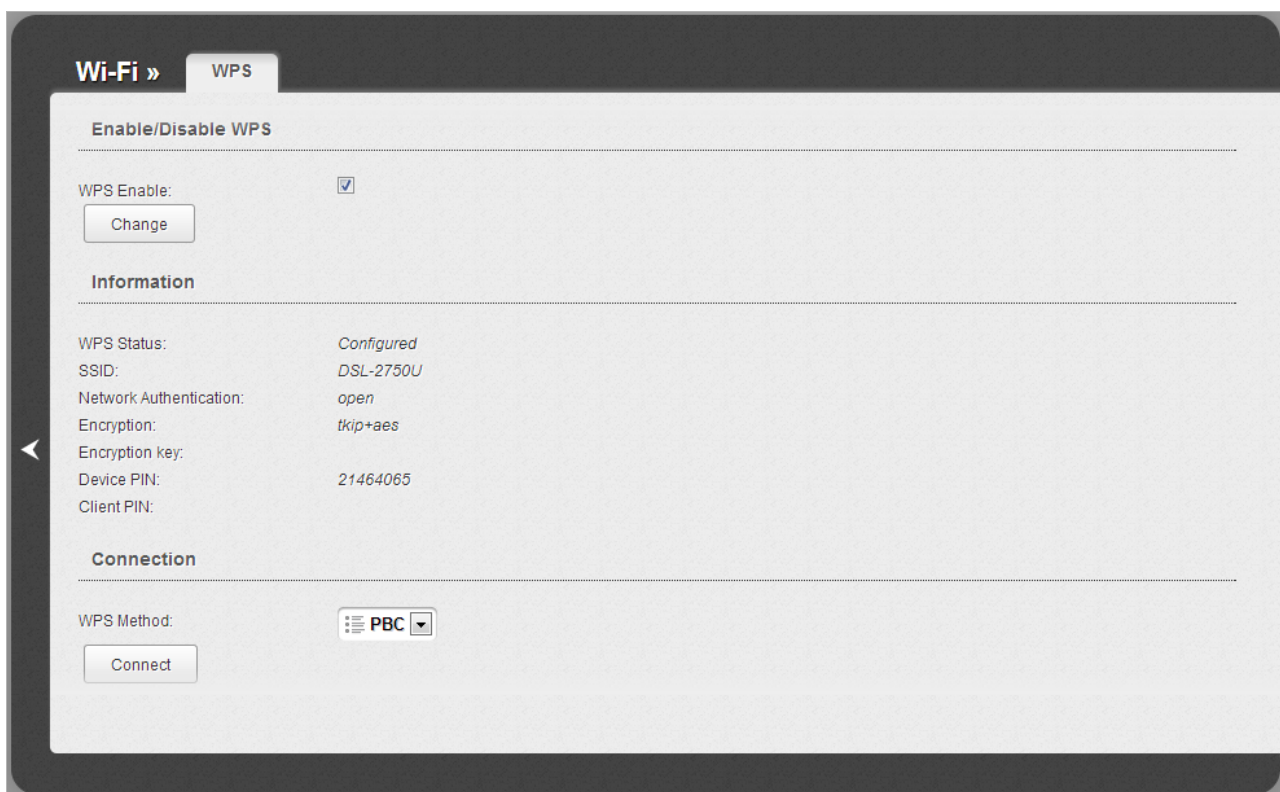 Wi-Fi » WPS
Enable/Disable WPS
WPS Enable:
Change
Information
WPS Status: Configured
SSID: DSL-2750U
Network Authentication: open
Encryption: tkip+aes
Encryption key:
Device PIN: 21464065
Client PIN:
Connection
WPS Method: PBC
Connect